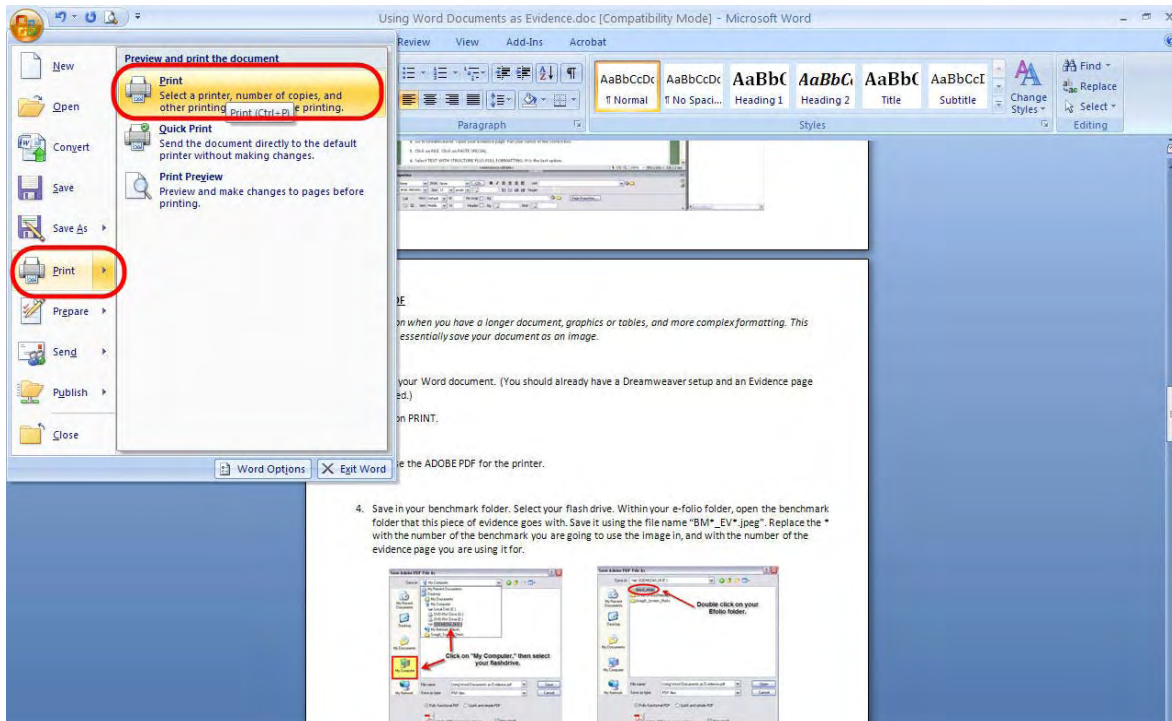 Using Word Documents as Evidence.doc [Compatibility Mode] - Microsoft Word
Review View Add-Ins Acrobat
New
Open
Convert
Save
Save As
Print
Prepare
Send
Publish
Close
Preview and print the document
Print
Select a printer, number of copies, and
other printing printing.
Print (Ctrl+P)
Quick Print
Send the document directly to the default
printer without making changes.
Print Preview
Preview and make changes to pages before
printing.
Word Options Exit Word
Paragraph
AaBbCcDc AaBbCcDc AaBbC AaBbCc AaBbC AaBbCcI
¶ Normal ¶ No Spaci... Heading 1 Heading 2 Title Subtitle
Change
Styles
Styles
Find
Replace
Select
Editing
on when you have a longer document, graphics or tables, and more complex formatting. This
essentially save your document as an image.
your Word document. (You should already have a Dreamweaver setup and an Evidence page
ed.)
on PRINT.
se the ADOBE PDF for the printer.
4. Save in your benchmark folder. Select your flash drive. Within your e-folio folder, open the benchmark
folder that this piece of evidence goes with. Save it using the file name “BM*_EV*.jpeg”. Replace the *
with the number of the benchmark you are going to use the image in, and with the number of the
evidence page you are using it for.
Click on "My Computer," then select
your flashdrive.
Double click on your
Efolio folder.